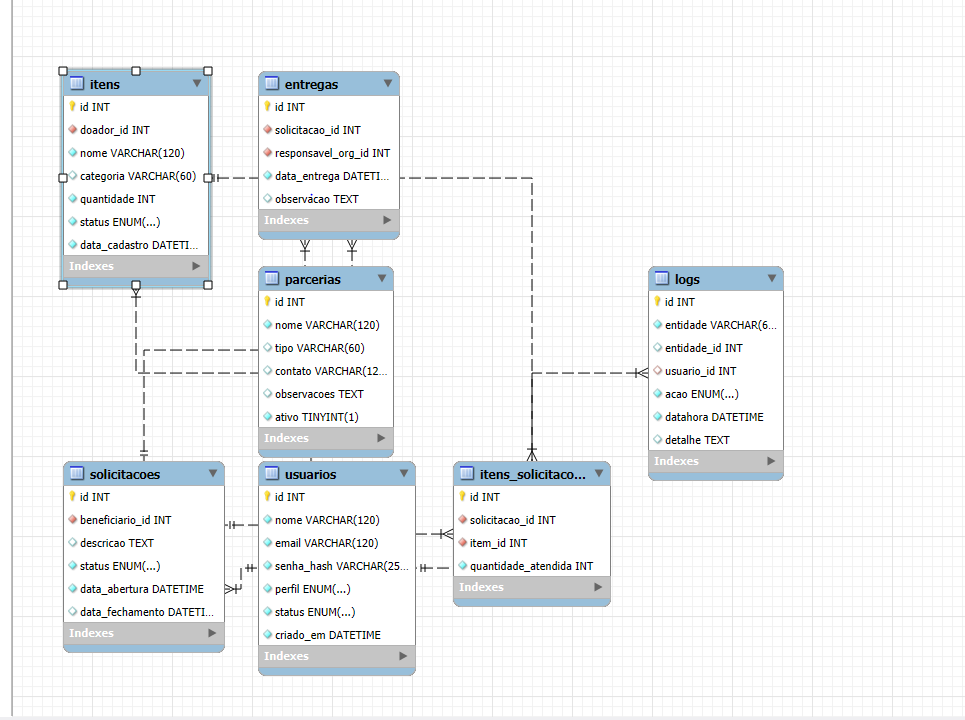 itens
id INT
doador_id INT
nome VARCHAR(120)
categoria VARCHAR(60)
quantidade INT
status ENUM(...)
data_cadastro DATETI...
Indexes
entregas
id INT
solicitacao_id INT
responsavel_org_id INT
data_entrega DATETI...
observacao TEXT
Indexes
parcerias
id INT
nome VARCHAR(120)
tipo VARCHAR(60)
contato VARCHAR(12...
observacoes TEXT
ativo TINYINT(1)
Indexes
logs
id INT
entidade VARCHAR(6...
entidade_id INT
usuario_id INT
acao ENUM(...)
datahora DATETIME
detalhe TEXT
Indexes
solicitacoes
id INT
beneficiario_id INT
descricao TEXT
status ENUM(...)
data_abertura DATETIME
data_fechamento DATETI...
Indexes
usuarios
id INT
nome VARCHAR(120)
email VARCHAR(120)
senha_hash VARCHAR(25...
perfil ENUM(...)
status ENUM(...)
criado_em DATETIME
Indexes
itens_solicitaco...
id INT
solicitacao_id INT
item_id INT
quantidade_atendida INT
Indexes